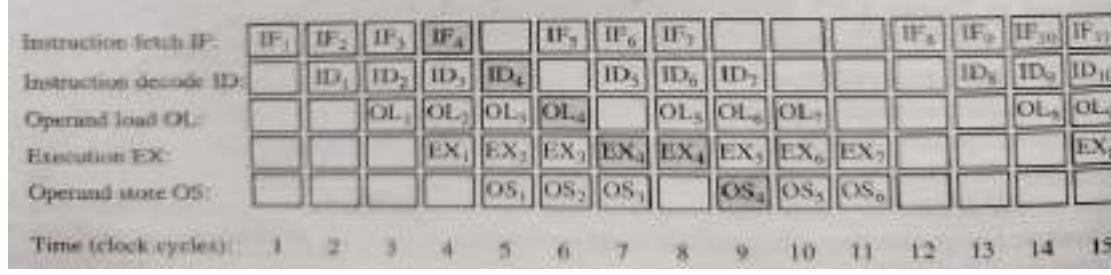 Instruction fetch IF: IF₁ IF₂ IF₃ IF₄ IF₅ IF₆ IF₇ IF₈ IF₉ IF₁₀ IF₁₁
Instruction decode ID: ID₁ ID₂ ID₃ ID₄ ID₅ ID₆ ID₇ ID₈ ID₉ ID₁₀
Operand load OL: OL₁ OL₂ OL₃ OL₄ OL₅ OL₆ OL₇ OL₈ OL
Execution EX: EX₁ EX₂ EX₃ EX₄ EX₄ EX₅ EX₆ EX₇ EX
Operand store OS: OS₁ OS₂ OS₃ OS₄ OS₅ OS₆
Time (clock cycles): 1 2 3 4 5 6 7 8 9 10 11 12 13 14 15